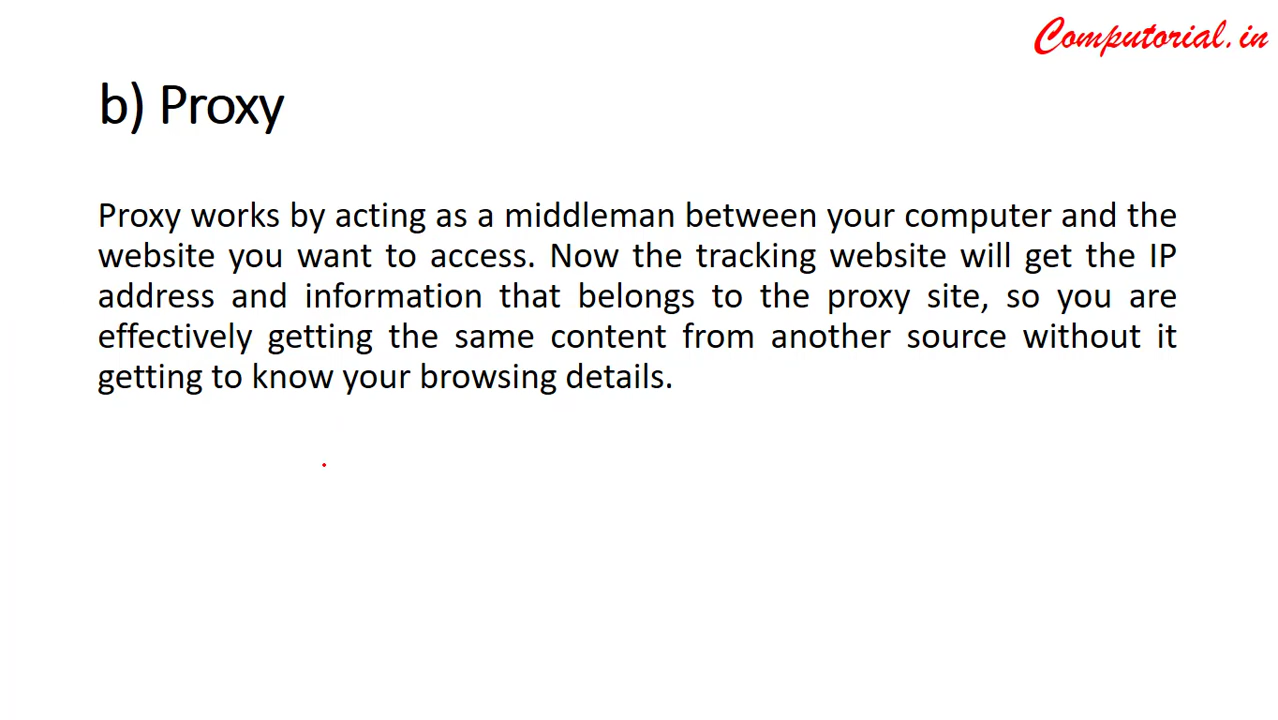 Computorial.in
b) Proxy
Proxy works by acting as a middleman between your computer and the
website you want to access. Now the tracking website will get the IP
address and information that belongs to the proxy site, so you are
effectively getting the same content from another source without it
getting to know your browsing details.